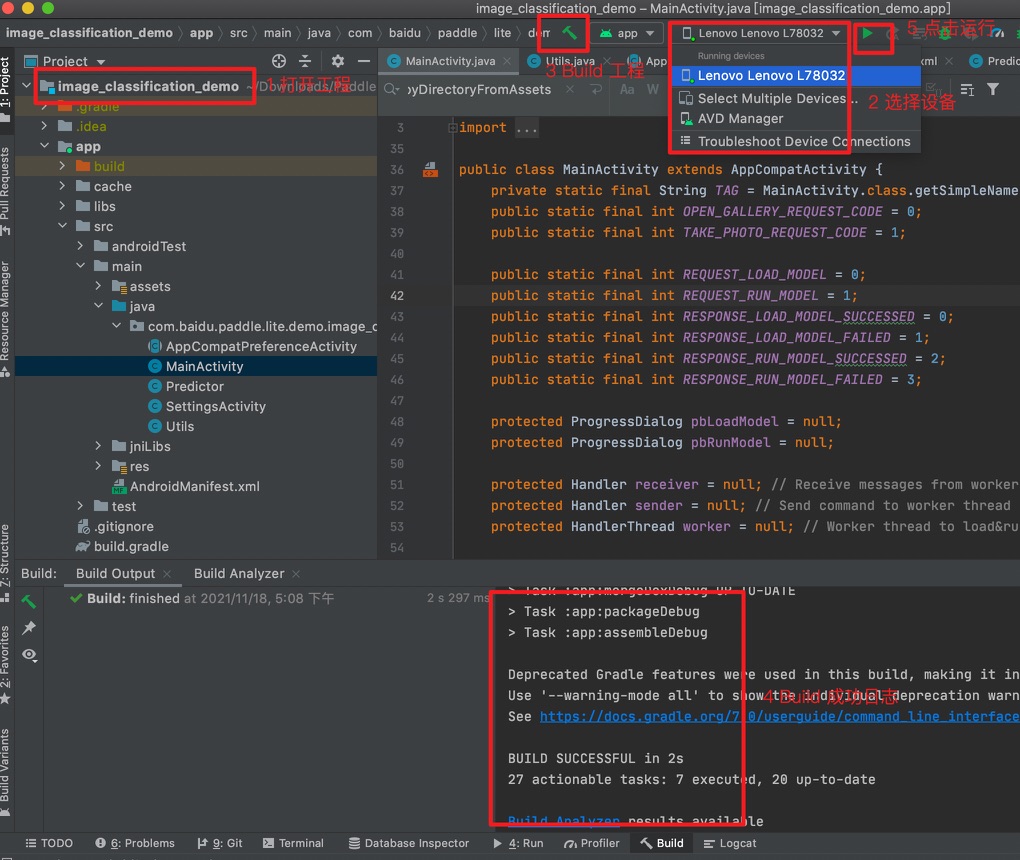 image_classification_demo – MainActivity.java [image_classification_demo.app]
image_classification_demo app src main java com baidu paddle lite app Lenovo Lenovo L78032 5 点击运行
Project
MainActivity.java Utils.java
3 Build 工程
Running devices
Lenovo Lenovo L78032
Select Multiple Devices...
2 选择设备
AVD Manager
Troubleshoot Device Connections
yDirectoryFromAssets
Aa W
image_classification_demo ~/Downloads/Paddle
1 打开工程
.gradle
.idea
app
build
cache
libs
src
androidTest
main
assets
java
com.baidu.paddle.lite.demo.image_c
AppCompatPreferenceActivity
MainActivity
Predictor
SettingsActivity
Utils
jniLibs
res
AndroidManifest.xml
test
.gitignore
build.gradle
1: Project
Pull Requests
Resource Manager
Z: Structure
2: Favorites
Build Variants
3 import ...
35
36 public class MainActivity extends AppCompatActivity {
37 private static final String TAG = MainActivity.class.getSimpleName
38 public static final int OPEN_GALLERY_REQUEST_CODE = 0;
39 public static final int TAKE_PHOTO_REQUEST_CODE = 1;
40
41 public static final int REQUEST_LOAD_MODEL = 0;
42 public static final int REQUEST_RUN_MODEL = 1;
43 public static final int RESPONSE_LOAD_MODEL_SUCCESSED = 0;
44 public static final int RESPONSE_LOAD_MODEL_FAILED = 1;
45 public static final int RESPONSE_RUN_MODEL_SUCCESSED = 2;
46 public static final int RESPONSE_RUN_MODEL_FAILED = 3;
47
48 protected ProgressDialog pbLoadModel = null;
49 protected ProgressDialog pbRunModel = null;
50
51 protected Handler receiver = null; // Receive messages from worker
52 protected Handler sender = null; // Send command to worker thread
53 protected HandlerThread worker = null; // Worker thread to load&ru
54
Build: Build Output Build Analyzer
Build: finished at 2021/11/18, 5:08 下午 2 s 297 ms
> Task :app:mergeDexDebug UP-TO-DATE
> Task :app:packageDebug
> Task :app:assembleDebug
Deprecated Gradle features were used in this build, making it in
Use '--warning-mode all' to show the individual deprecation warn
4 Build 成功日志
See https://docs.gradle.org/7.0/userguide/command_line_interface
BUILD SUCCESSFUL in 2s
27 actionable tasks: 7 executed, 20 up-to-date
Build Analyzer results available
TODO 6: Problems 9: Git Terminal Database Inspector 4: Run Profiler Build Logcat